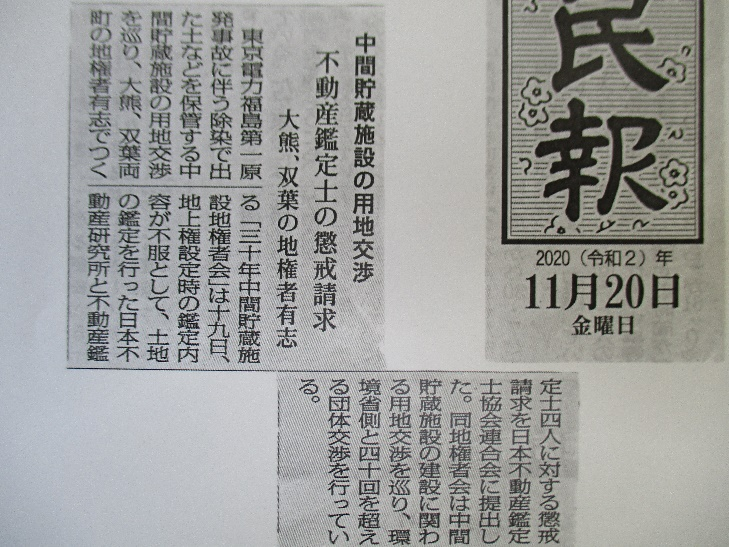 民報
2020（令和2）年
11月20日
金曜日
中間貯蔵施設の用地交渉
不動産鑑定士の懲戒請求
大熊、双葉の地権者有志
東京電力福島第一原
発事故に伴う除染で出
た土などを保管する中
間貯蔵施設の用地交渉
を巡り、大熊、双葉両
町の地権者有志でつく
る「三十年中間貯蔵施
設地権者会」は十九日、
地上権設定時の鑑定内
容が不服として、土地
の鑑定を行った日本不
動産研究所と不動産鑑
定士四人に対する懲戒
請求を日本不動産鑑定
士協会連合会に提出し
た。同地権者会は中間
貯蔵施設の建設に関わ
る用地交渉を巡り、環
境省側と四十回を超え
る団体交渉を行ってい
る。